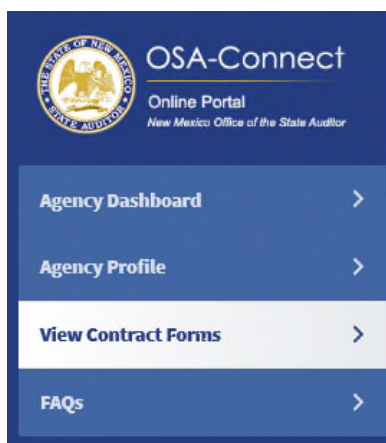 THE STATE OF NEW MEXICO
STATE AUDITOR
OSA-Connect
Online Portal
New Mexico Office of the State Auditor
Agency Dashboard
Agency Profile
View Contract Forms
FAQs